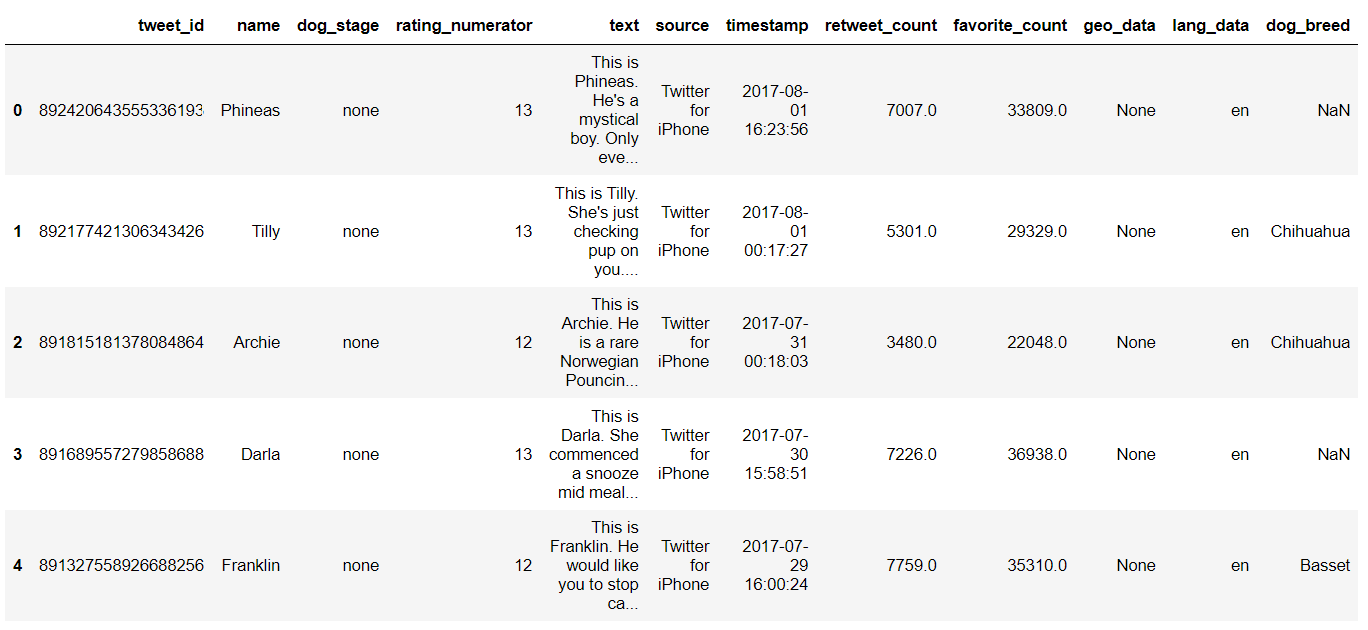 tweet_id name dog_stage rating_numerator text source timestamp retweet_count favorite_count geo_data lang_data dog_breed
0 892420643555336193 Phineas none 13 This is Phineas. He's a mystical boy. Only eve... Twitter for iPhone 2017-08-01 16:23:56 7007.0 33809.0 None en NaN
1 892177421306343426 Tilly none 13 This is Tilly. She's just checking pup on you.... Twitter for iPhone 2017-08-01 00:17:27 5301.0 29329.0 None en Chihuahua
2 891815181378084864 Archie none 12 This is Archie. He is a rare Norwegian Pouncin... Twitter for iPhone 2017-07-31 00:18:03 3480.0 22048.0 None en Chihuahua
3 891689557279858688 Darla none 13 This is Darla. She commenced a snooze mid meal... Twitter for iPhone 2017-07-30 15:58:51 7226.0 36938.0 None en NaN
4 891327558926688256 Franklin none 12 This is Franklin. He would like you to stop ca... Twitter for iPhone 2017-07-29 16:00:24 7759.0 35310.0 None en Basset